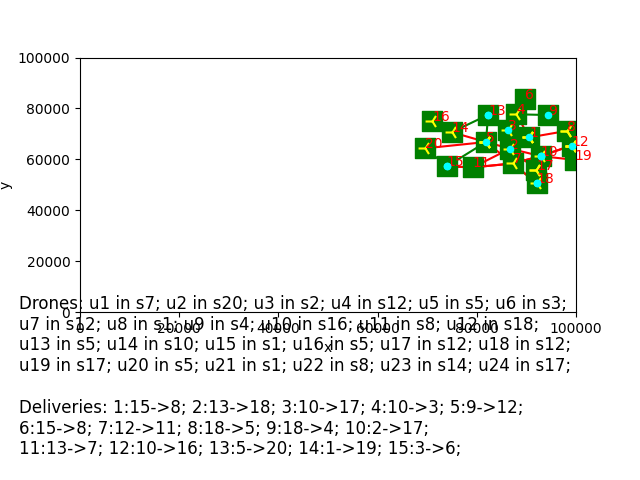 100000
80000
60000
40000
20000
0
y
0 20000 40000 60000 80000 100000
x
16
14
10
12
19
Drones: u1 in s7; u2 in s20; u3 in s2; u4 in s12; u5 in s5; u6 in s3;
u7 in s12; u8 in s1; u9 in s4; u10 in s16; u11 in s8; u12 in s18;
u13 in s5; u14 in s10; u15 in s1; u16 in s5; u17 in s12; u18 in s12;
u19 in s17; u20 in s5; u21 in s1; u22 in s8; u23 in s14; u24 in s17;
Deliveries: 1:15->8; 2:13->18; 3:10->17; 4:10->3; 5:9->12;
6:15->8; 7:12->11; 8:18->5; 9:18->4; 10:2->17;
11:13->7; 12:10->16; 13:5->20; 14:1->19; 15:3->6;